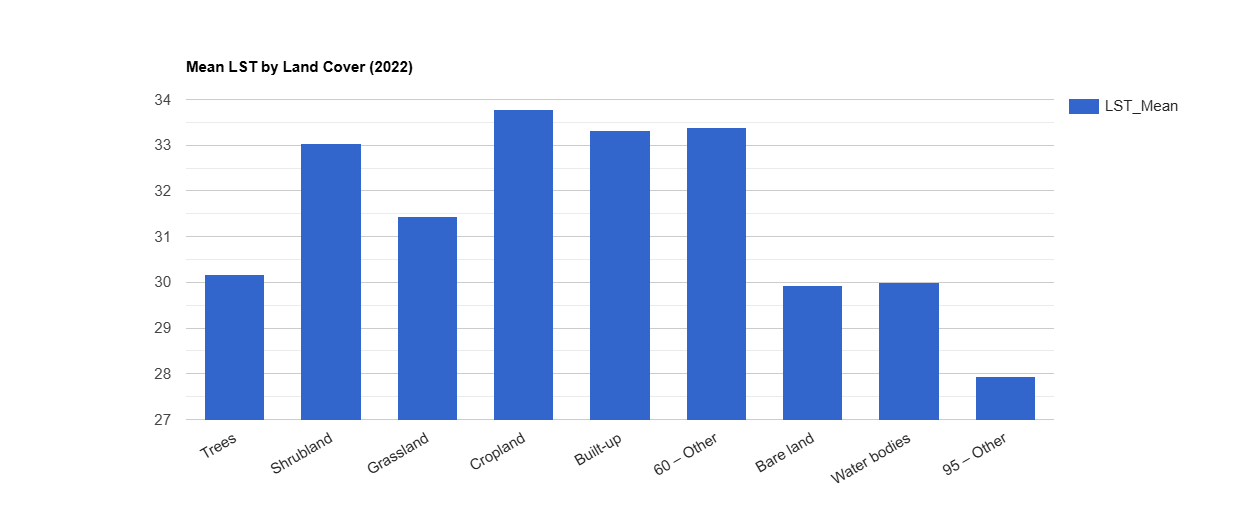 Mean LST by Land Cover (2022)
LST_Mean
34
33
32
31
30
29
28
27
Trees
Shrubland
Grassland
Cropland
Built-up
60 – Other
Bare land
Water bodies
95 – Other